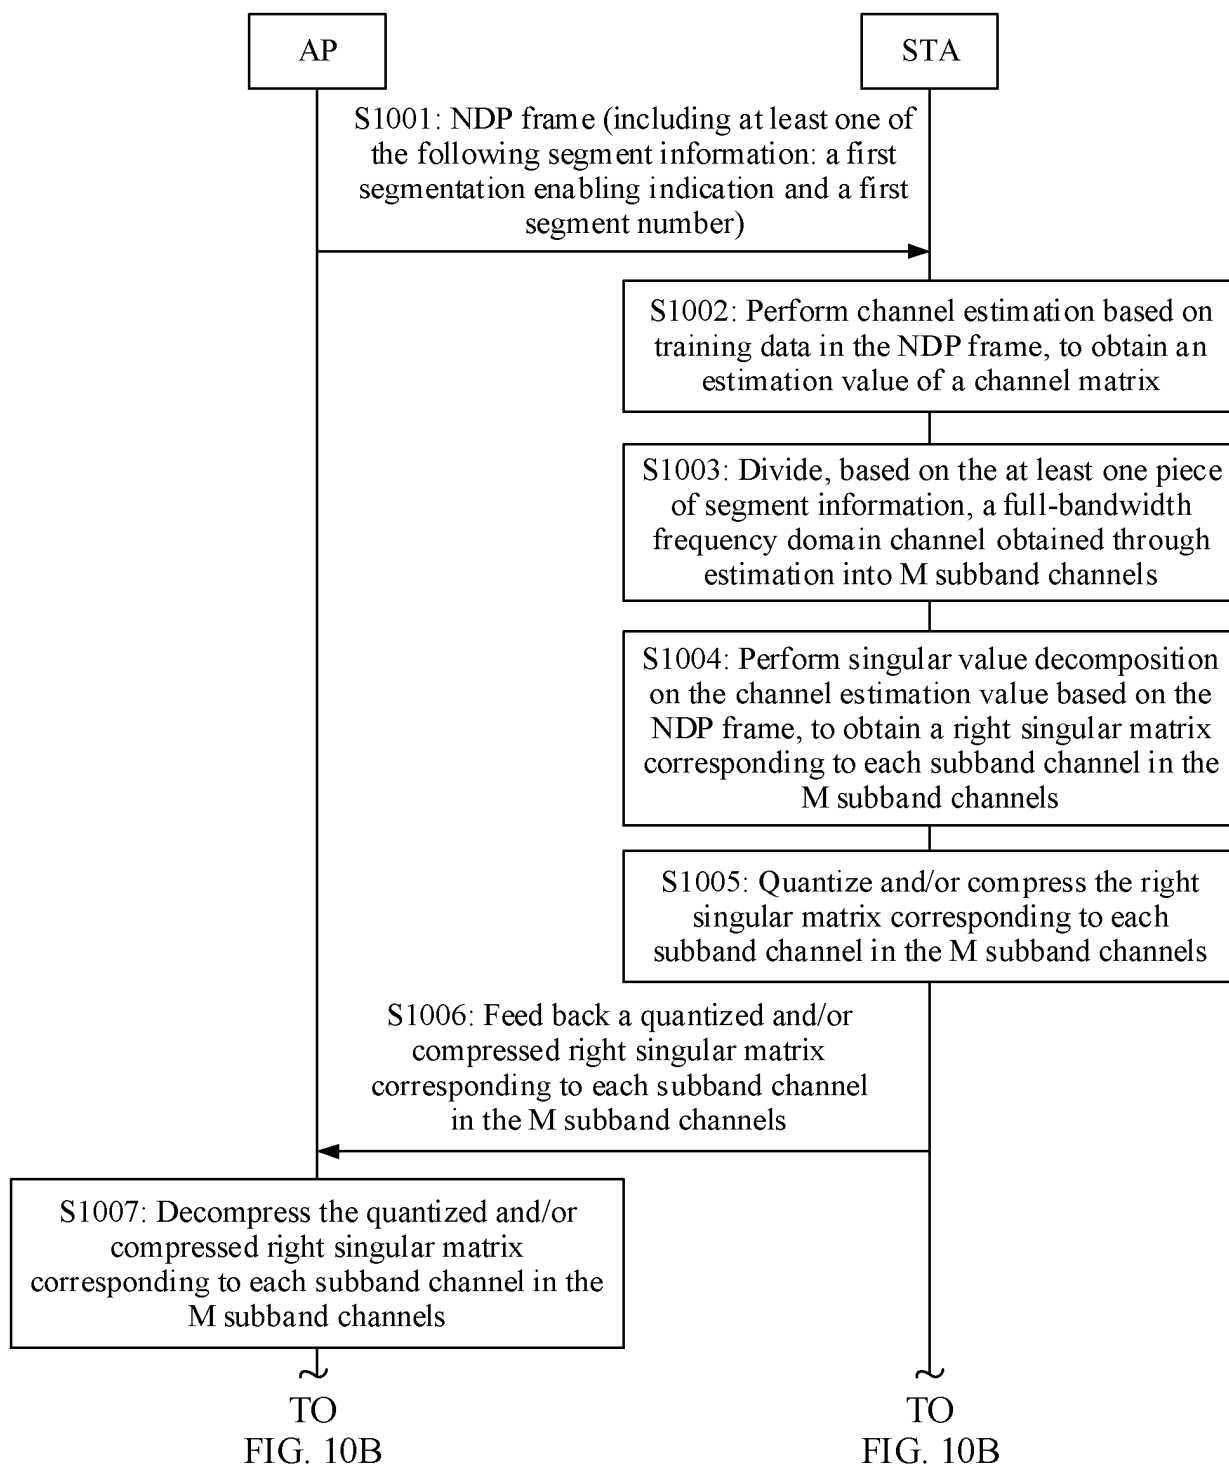 AP
STA
S1001: NDP frame (including at least one of
the following segment information: a first
segmentation enabling indication and a first
segment number)
S1002: Perform channel estimation based on
training data in the NDP frame, to obtain an
estimation value of a channel matrix
S1003: Divide, based on the at least one piece
of segment information, a full-bandwidth
frequency domain channel obtained through
estimation into M subband channels
S1004: Perform singular value decomposition
on the channel estimation value based on the
NDP frame, to obtain a right singular matrix
corresponding to each subband channel in the
M subband channels
S1005: Quantize and/or compress the right
singular matrix corresponding to each
subband channel in the M subband channels
S1006: Feed back a quantized and/or
compressed right singular matrix
corresponding to each subband channel
in the M subband channels
S1007: Decompress the quantized and/or
compressed right singular matrix
corresponding to each subband channel in the
M subband channels
TO
FIG. 10B
TO
FIG. 10B